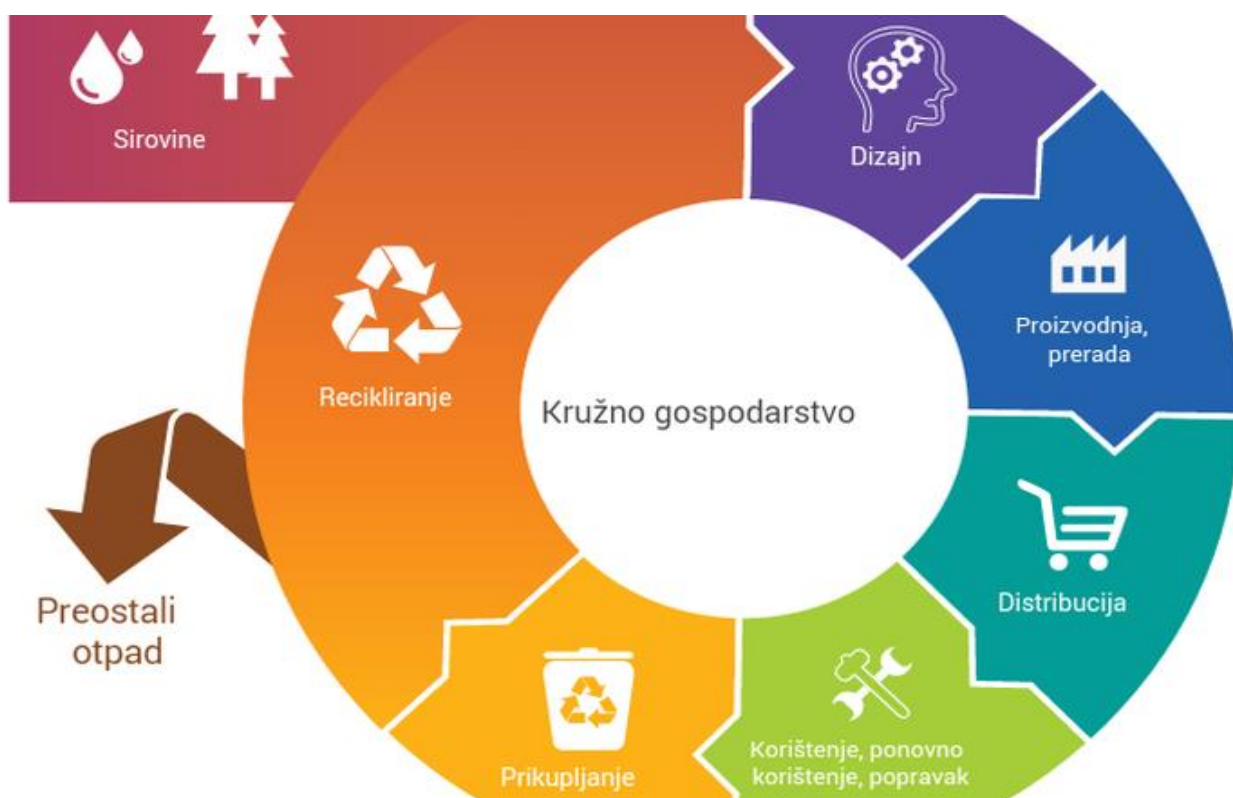 Sirovine
Dizajn
Proizvodnja,
prerada
Recikliranje
Kružno gospodarstvo
Distribucija
Preostali
otpad
Korištenje, ponovno
korištenje, popravak
Prikupljanje